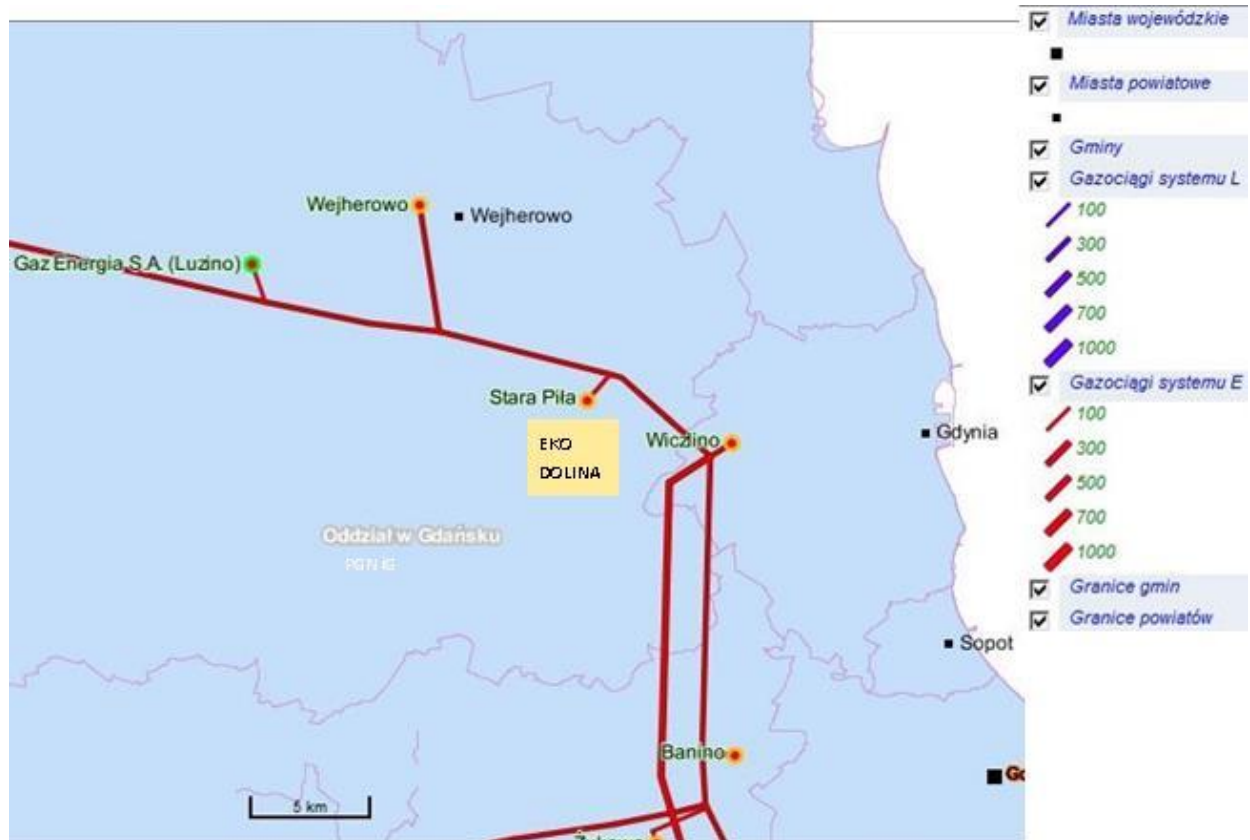 Wejherowo
Wejherowo
Gaz Energia S.A. (Luzino)
Stara Piła
EKO
DOLINA
Wiczlino
Gdynia
Oddział w Gdańsku
PGNIG
Sopot
Banino
5 km
Miasta wojewódzkie
Miasta powiatowe
Gminy
Gazociągi systemu L
100
300
500
700
1000
Gazociągi systemu E
100
300
500
700
1000
Granice gmin
Granice powiatów